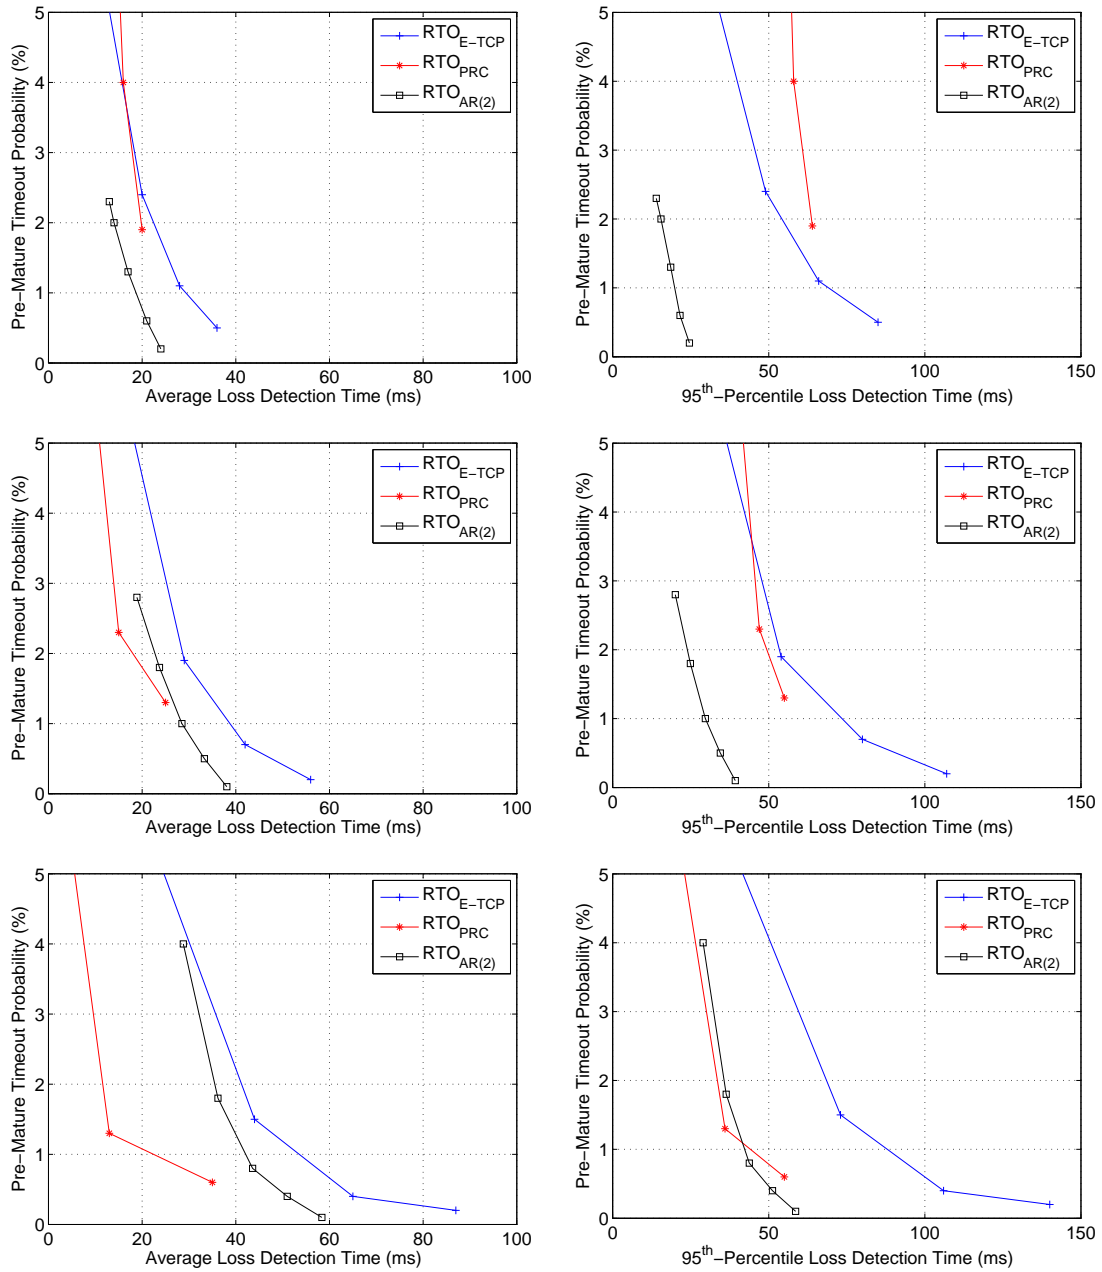 5
4
3
2
1
0
Pre−Mature Timeout Probability (%)
0 20 40 60 80 100
Average Loss Detection Time (ms)
RTO_E−TCP
RTO_PRC
RTO_AR(2)
5
4
3
2
1
0
Pre−Mature Timeout Probability (%)
0 50 100 150
95^th−Percentile Loss Detection Time (ms)
RTO_E−TCP
RTO_PRC
RTO_AR(2)
5
4
3
2
1
0
Pre−Mature Timeout Probability (%)
0 20 40 60 80 100
Average Loss Detection Time (ms)
RTO_E−TCP
RTO_PRC
RTO_AR(2)
5
4
3
2
1
0
Pre−Mature Timeout Probability (%)
0 50 100 150
95^th−Percentile Loss Detection Time (ms)
RTO_E−TCP
RTO_PRC
RTO_AR(2)
5
4
3
2
1
0
Pre−Mature Timeout Probability (%)
0 20 40 60 80 100
Average Loss Detection Time (ms)
RTO_E−TCP
RTO_PRC
RTO_AR(2)
5
4
3
2
1
0
Pre−Mature Timeout Probability (%)
0 50 100 150
95^th−Percentile Loss Detection Time (ms)
RTO_E−TCP
RTO_PRC
RTO_AR(2)